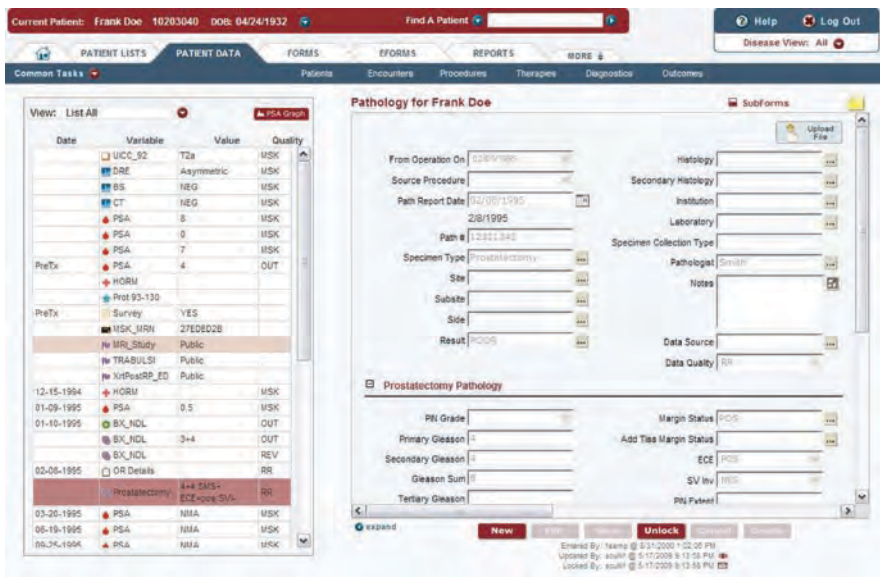 Current Patient: Frank Doe 10203040 DOB: 04/24/1932
Find A Patient
Help Log Out
Disease View: All
PATIENT LISTS PATIENT DATA FORMS EFORMS REPORTS MORE
Common Tasks
Patients Encounters Procedures Therapies Diagnostics Outcomes
View: List All PSA Graph
Date Variable Value Quality
UICC_92 T2a MSK
DRE Asymmetric MSK
BS NEG MSK
CT NEG MSK
PSA 8 MSK
PSA 0 MSK
PSA 7 MSK
PreTx PSA 4 OUT
HORM
Prot 93-130
PreTx Survey YES
MSK_MRN 27EDED2B
MRI_Study Public
TRABULSI Public
XrtPostRP_ED Public
12-15-1994 HORM MSK
01-09-1995 PSA 0.5 MSK
01-10-1995 BX_NDL OUT
BX_NDL 3+4 OUT
BX_NDL REV
02-08-1995 OR Details RR
Prostatectomy 4+4 SMS+ RR
03-20-1995 PSA NMA MSK
06-19-1995 PSA NMA MSK
PSA NMA MSK
Pathology for Frank Doe
SubForms
Upload File
From Operation On
Source Procedure
Path Report Date 02/08/1995
2/8/1995
Path #
Specimen Type Prostatectomy
Site
Subsite
Side
Result POOS
Histology
Secondary Histology
Institution
Laboratory
Specimen Collection Type
Pathologist Smith
Notes
Data Source
Data Quality RR
Prostatectomy Pathology
PIN Grade
Primary Gleason 4
Secondary Gleason 4
Gleason Sum 8
Tertiary Gleason
Margin Status POS
Add Tiss Margin Status
ECE POS
SV Inv NEG
PNI Extent
expand
New Unlock